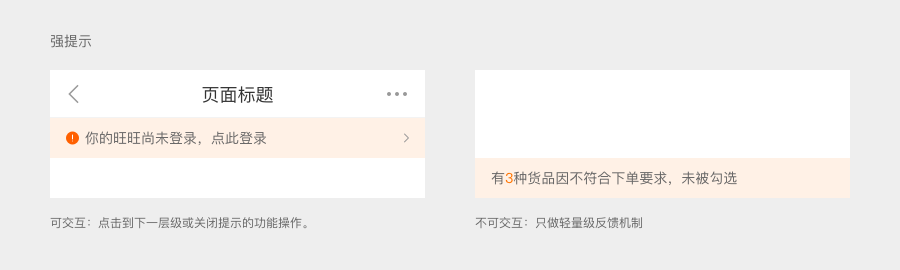 强提示
页面标题
你的旺旺尚未登录，点此登录
可交互：点击到下一层级或关闭提示的功能操作。
有3种货品因不符合下单要求，未被勾选
不可交互：只做轻量级反馈机制